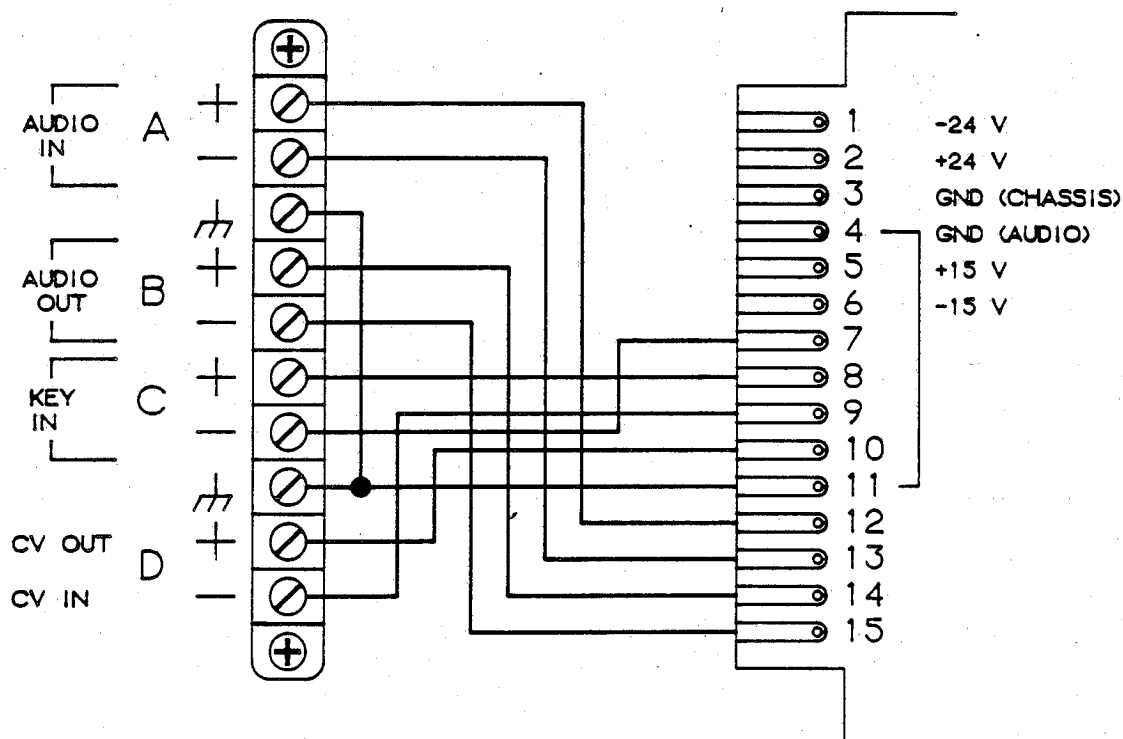 AUDIO
IN
A
+
−
AUDIO
OUT
B
+
−
KEY
IN
C
+
−
CV OUT
+
D
CV IN
−
1 -24 V
2 +24 V
3 GND (CHASSIS)
4 GND (AUDIO)
5 +15 V
6 -15 V
7
8
9
10
11
12
13
14
15